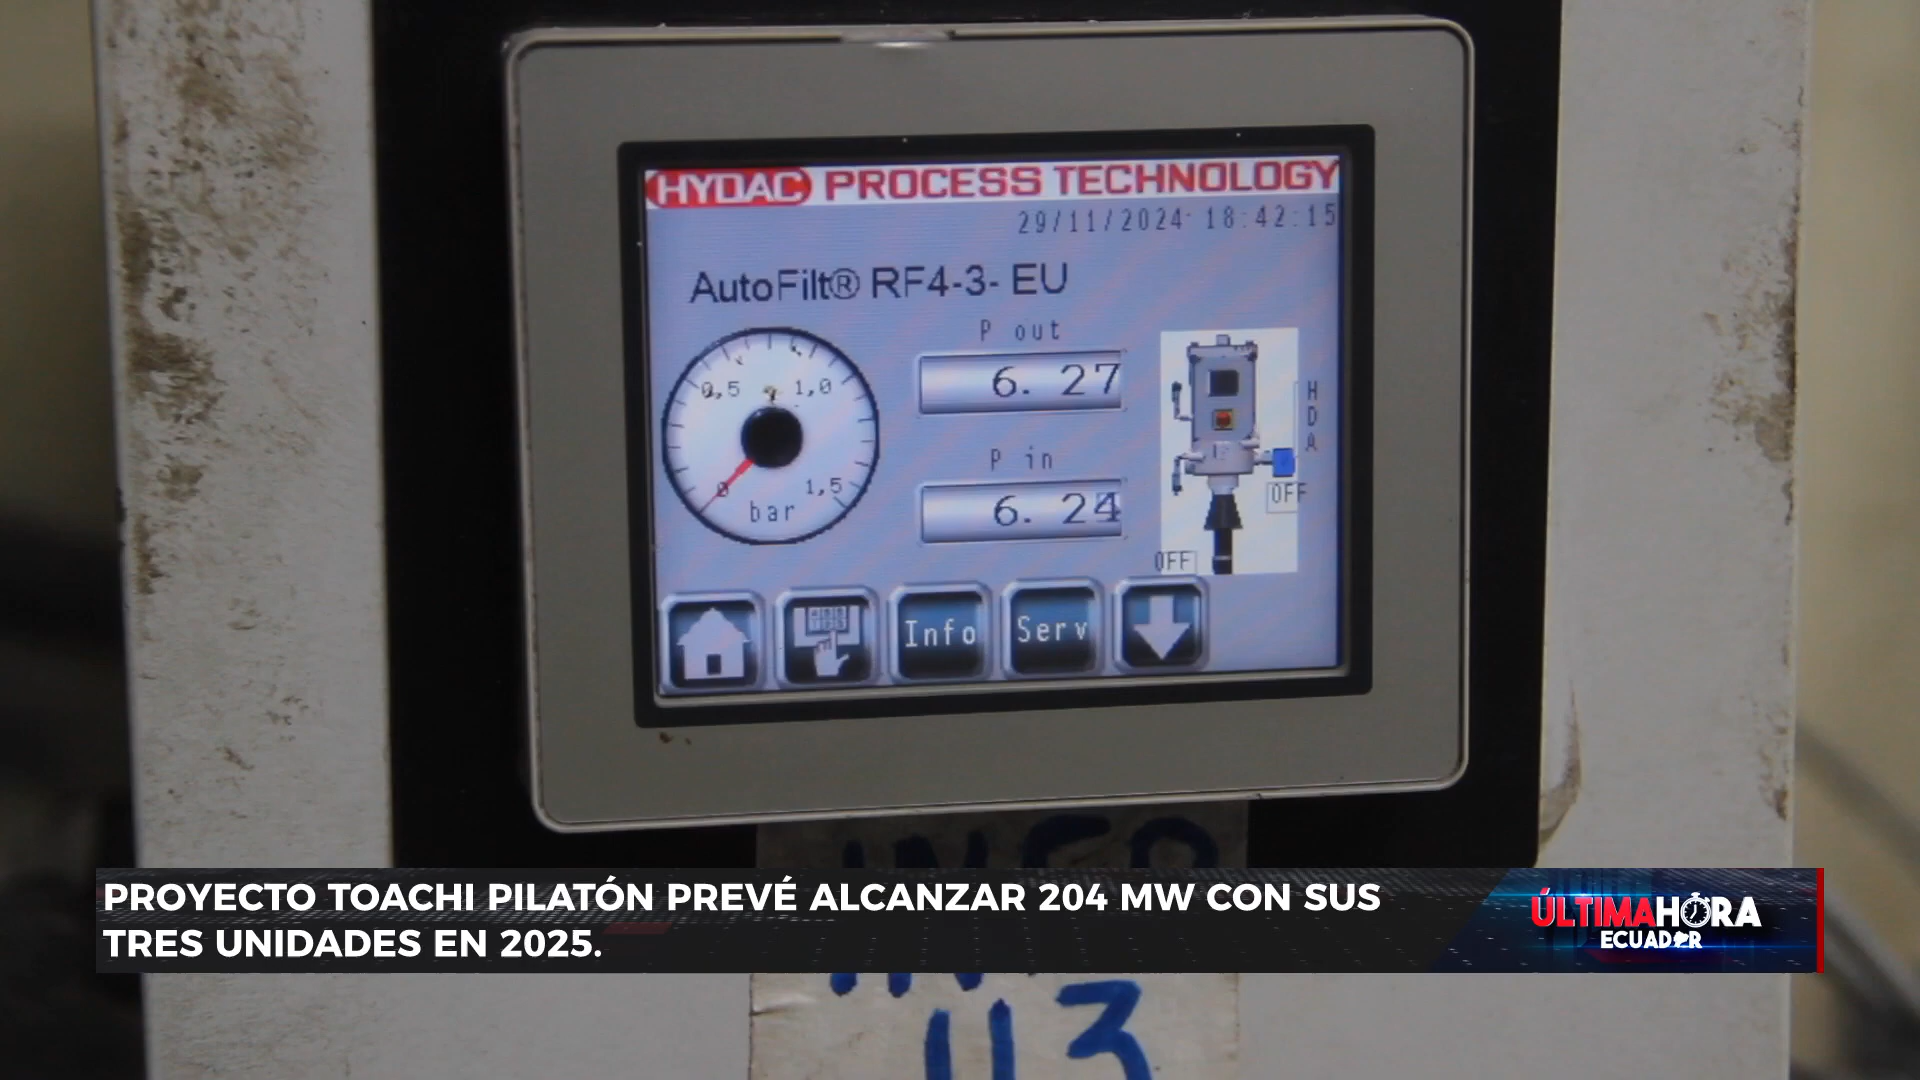 HYDAC PROCESS TECHNOLOGY
29/11/2024 18:42:15
AutoFilt® RF4-3- EU
P out
6. 27
0,5 1,0
P in
6. 24
0 1,5
bar
HDA
OFF
OFF
Info Serv
PROYECTO TOACHI PILATÓN PREVÉ ALCANZAR 204 MW CON SUS
TRES UNIDADES EN 2025.
ÚLTIMAHORA
ECUADOR
U3